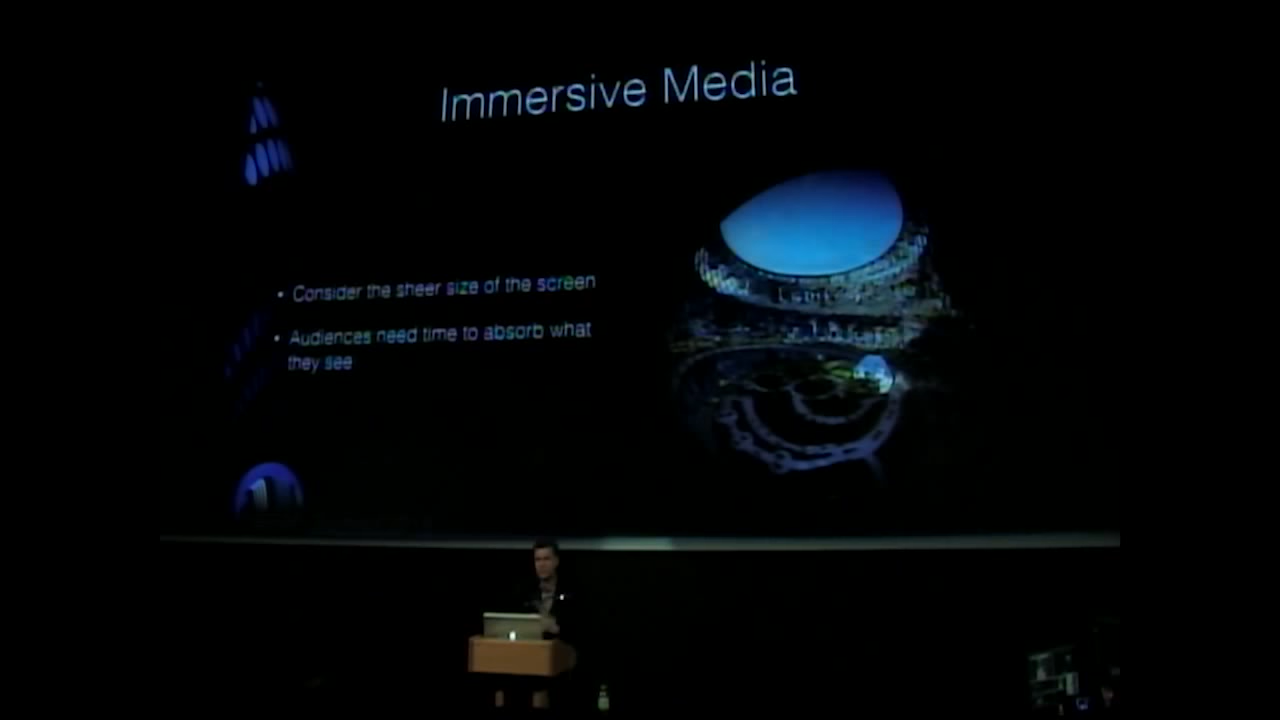 Immersive Media
• Consider the sheer size of the screen
• Audiences need time to absorb what
they see